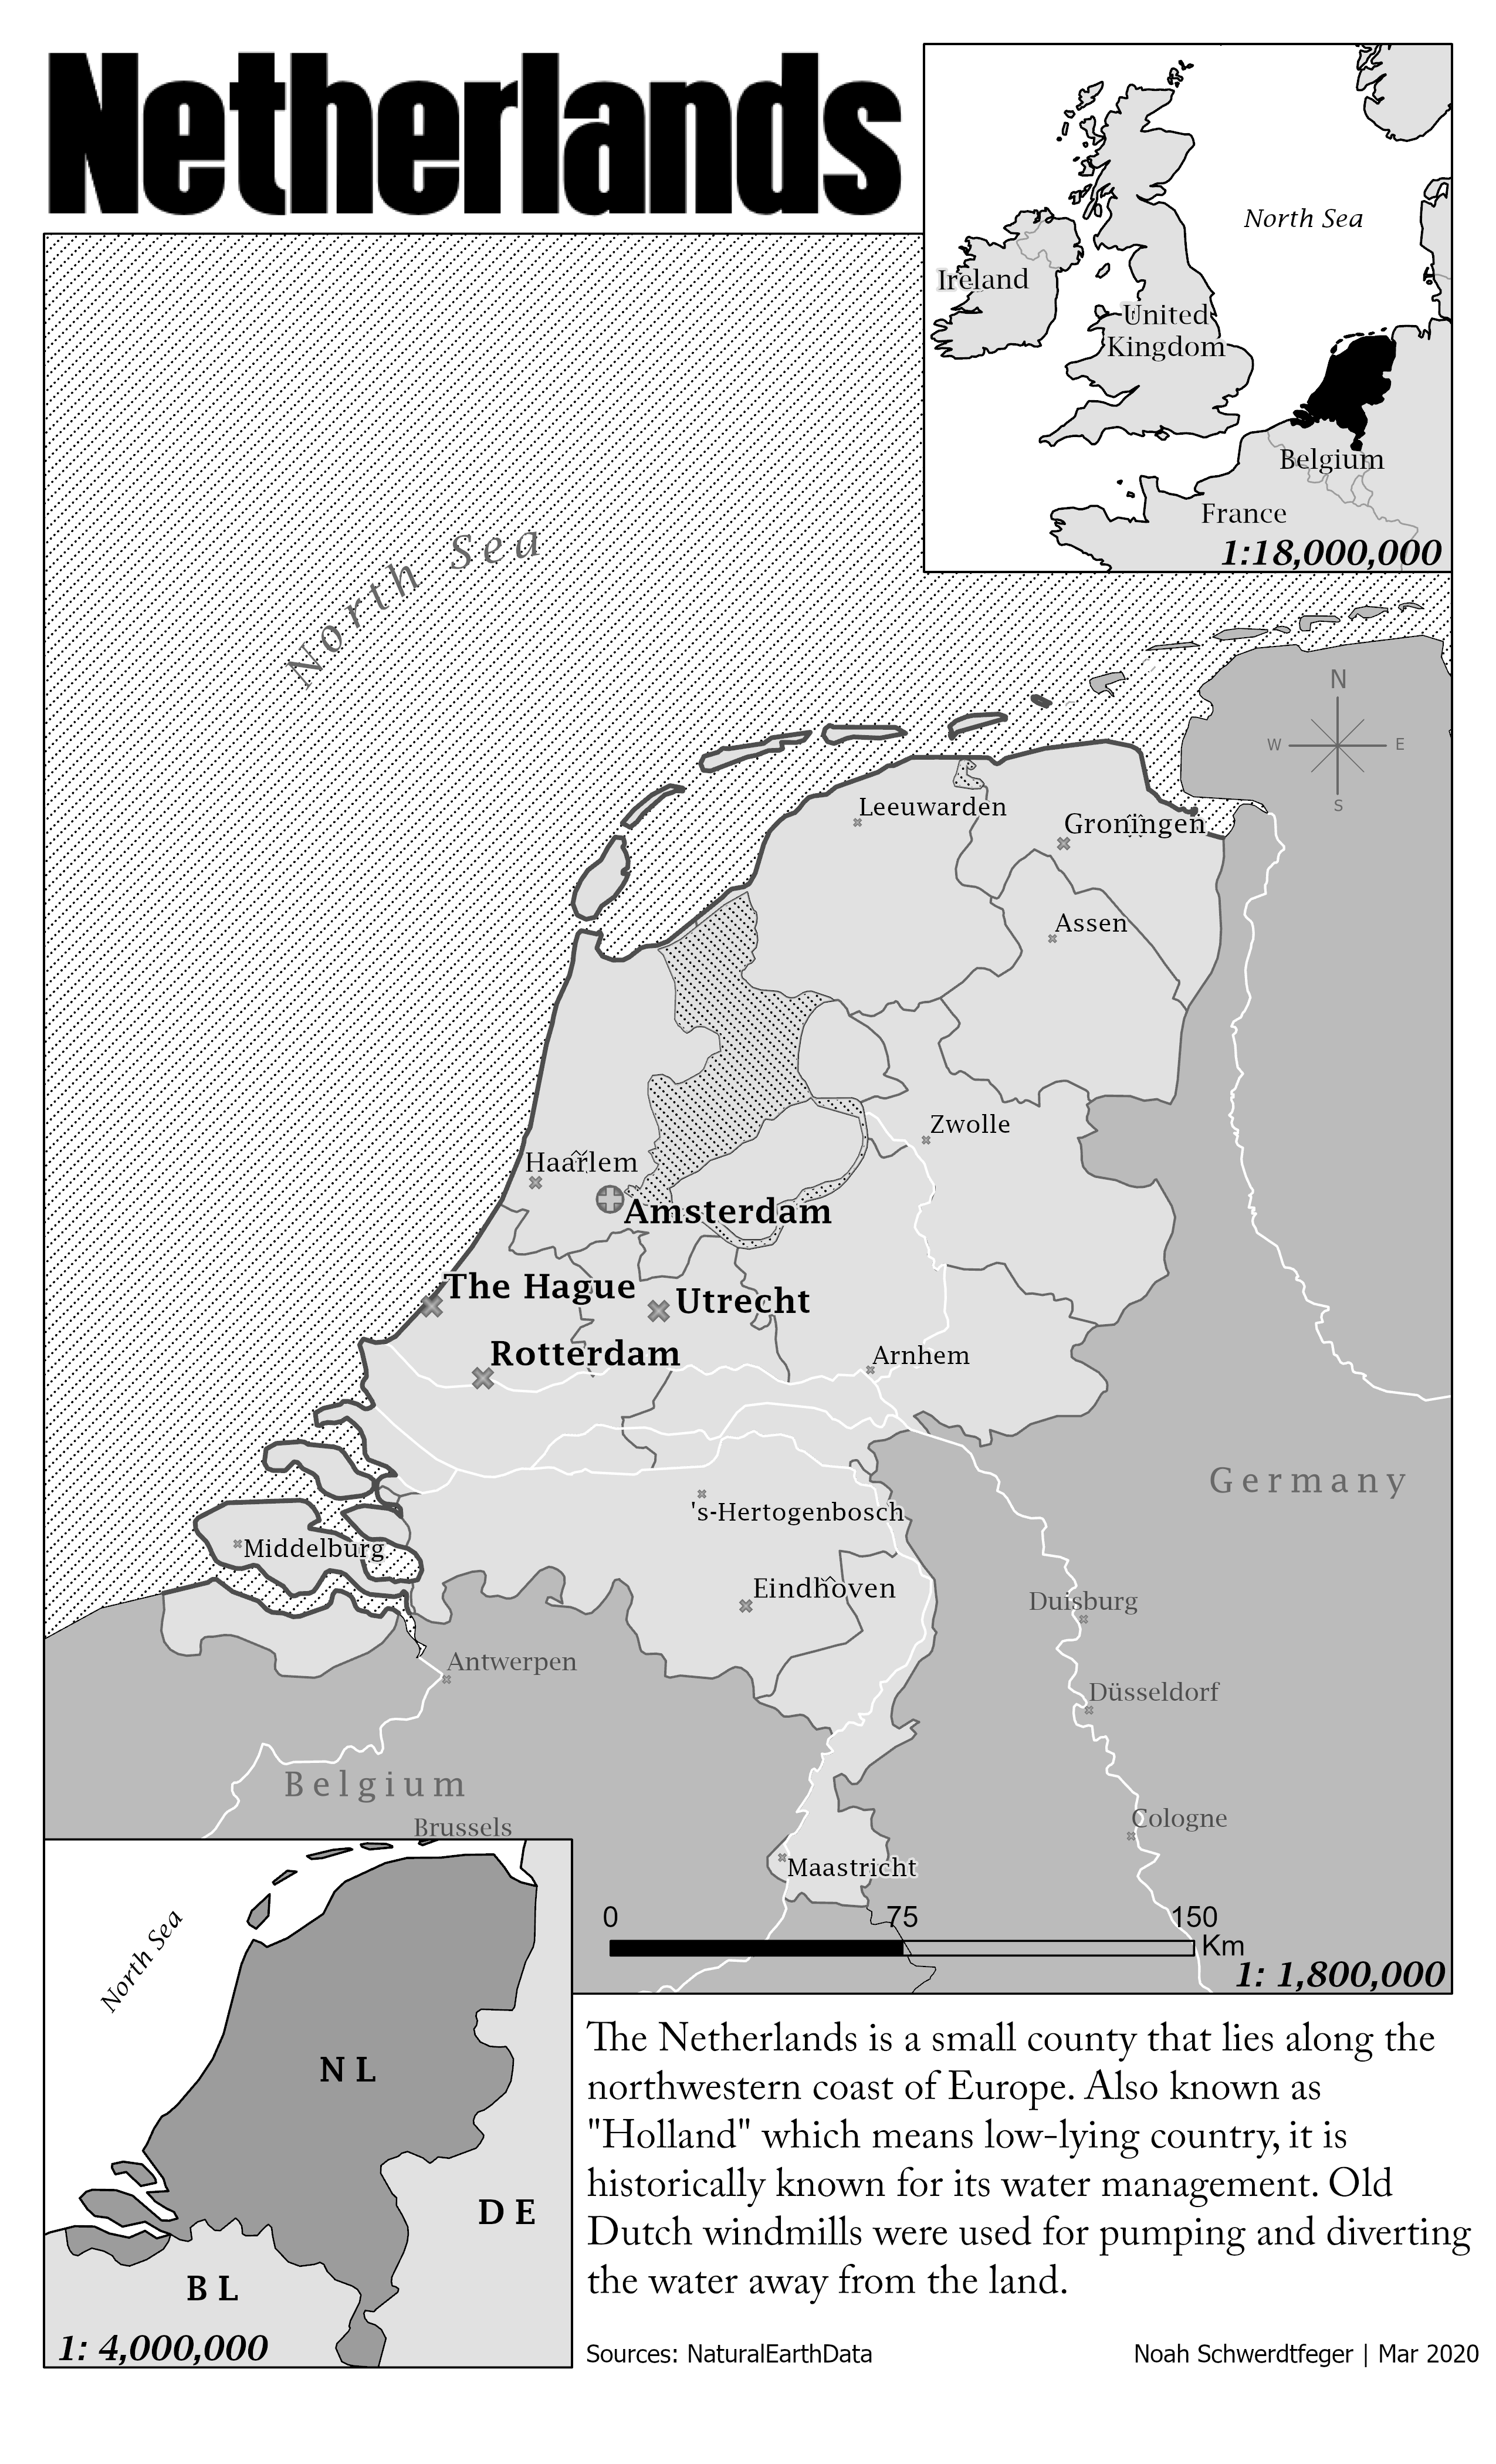 Netherlands
North Sea
Ireland
United
Kingdom
Belgium
France
1:18,000,000
North Sea
N
W
E
S
Leeuwarden
Groningen
Assen
Zwolle
Haarlem
Amsterdam
The Hague
Utrecht
Rotterdam
Arnhem
Germany
's-Hertogenbosch
Middelburg
Eindhoven
Duisburg
Antwerpen
Düsseldorf
Belgium
Brussels
Cologne
Maastricht
0 75 150
Km
1: 1,800,000
North Sea
NL
DE
BL
1: 4,000,000
The Netherlands is a small county that lies along the
northwestern coast of Europe. Also known as
"Holland" which means low-lying country, it is
historically known for its water management. Old
Dutch windmills were used for pumping and diverting
the water away from the land.
Sources: NaturalEarthData
Noah Schwerdtfeger | Mar 2020